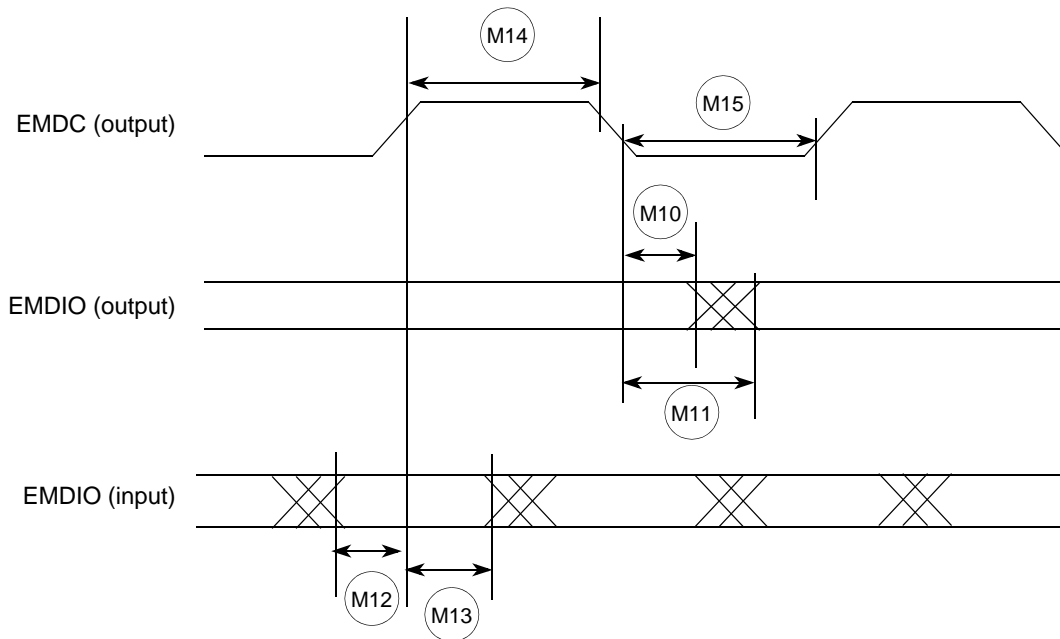 M14
M15
EMDC (output)
M10
EMDIO (output)
M11
EMDIO (input)
M12
M13